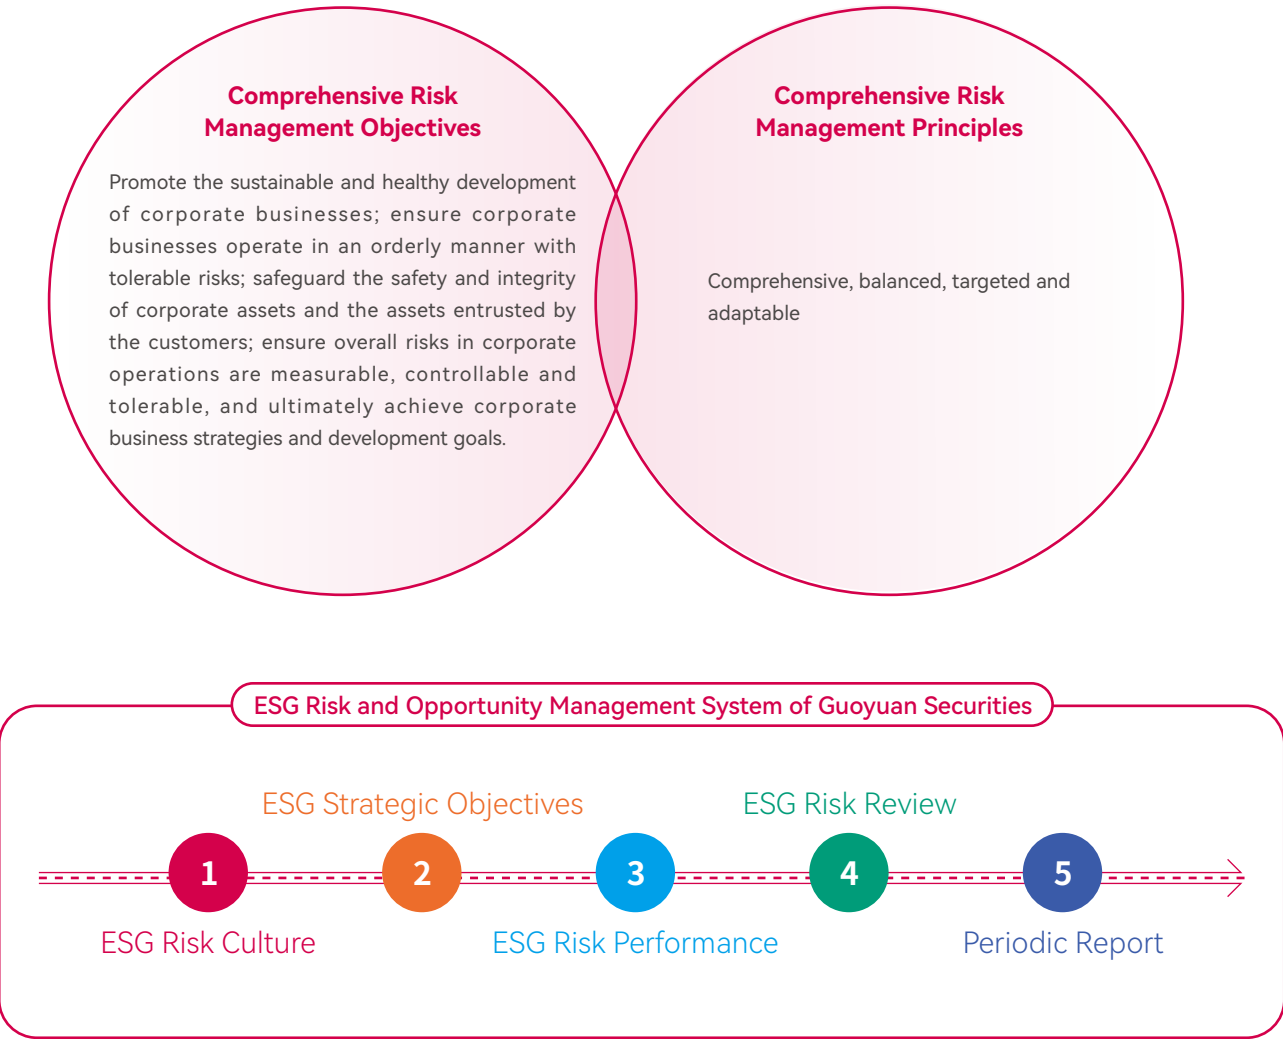 Comprehensive Risk
Management Objectives
Promote the sustainable and healthy development
of corporate businesses; ensure corporate
businesses operate in an orderly manner with
tolerable risks; safeguard the safety and integrity
of corporate assets and the assets entrusted by
the customers; ensure overall risks in corporate
operations are measurable, controllable and
tolerable, and ultimately achieve corporate
business strategies and development goals.
Comprehensive Risk
Management Principles
Comprehensive, balanced, targeted and
adaptable
ESG Risk and Opportunity Management System of Guoyuan Securities
1
ESG Risk Culture
ESG Strategic Objectives
2
3
ESG Risk Performance
ESG Risk Review
4
5
Periodic Report